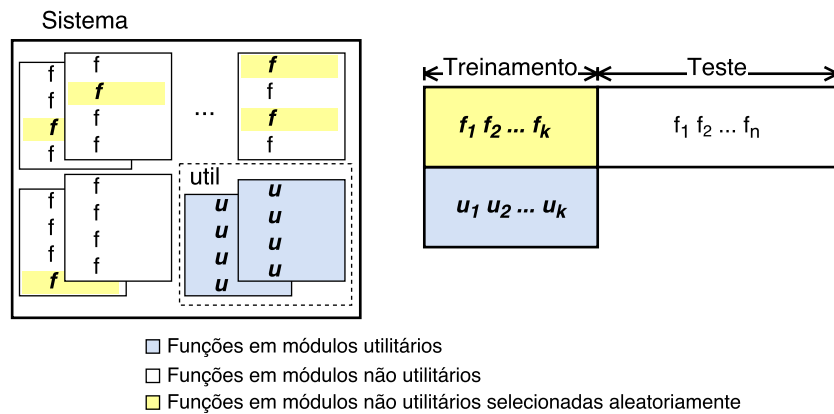 Sistema
f
f
f
f
f
f
f
f
...
f
f
f
f
f
f
f
f
f
f
f
f
util
u
u
u
u
u
u
u
u
Treinamento
Teste
f1 f2 ... fk
f1 f2 ... fn
u1 u2 ... uk
Funções em módulos utilitários
Funções em módulos não utilitários
Funções em módulos não utilitários selecionadas aleatoriamente